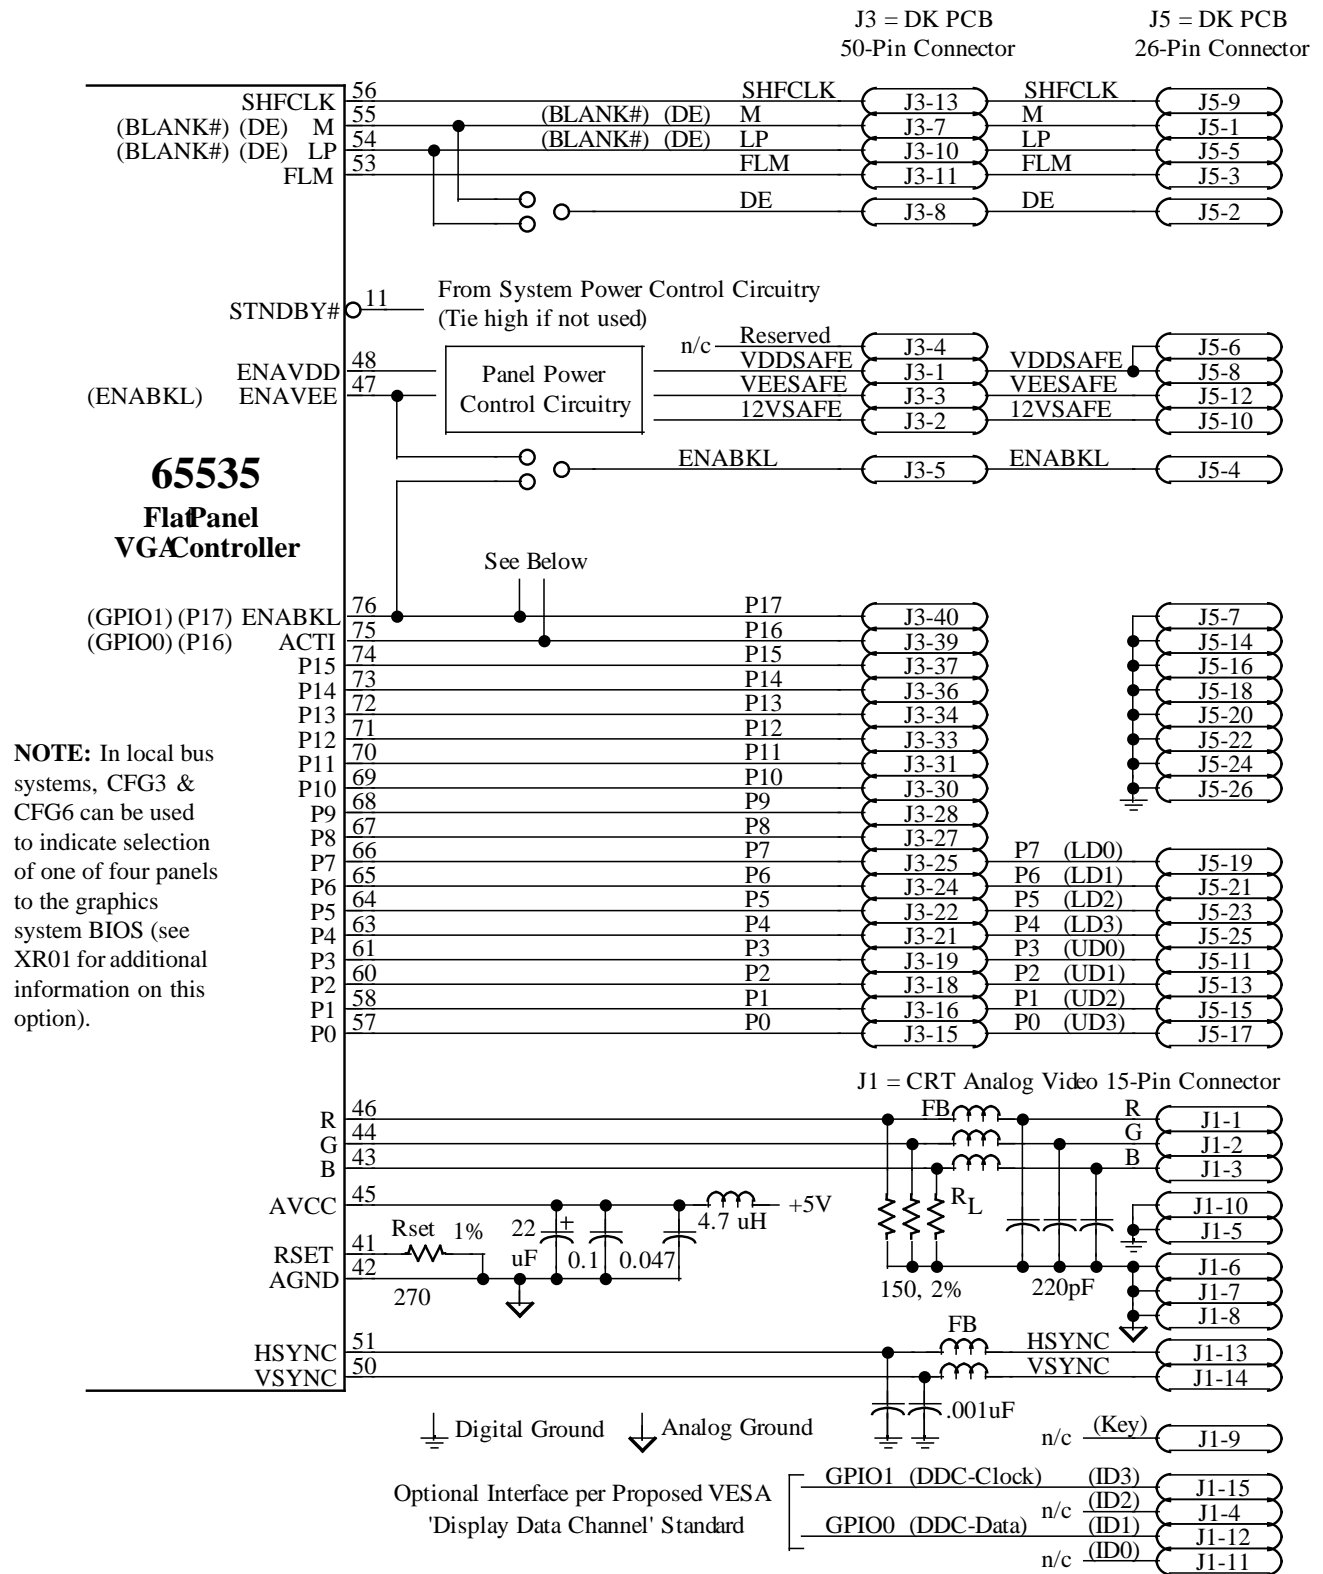 J3 = DK PCB J5 = DK PCB
50-Pin Connector 26-Pin Connector
SHFCLK 56 SHFCLK J3-13 SHFCLK J5-9
(BLANK#) (DE) M 55 (BLANK#) (DE) M J3-7 M J5-1
(BLANK#) (DE) LP 54 (BLANK#) (DE) LP J3-10 LP J5-5
FLM 53 FLM J3-11 FLM J5-3
DE J3-8 DE J5-2
STNDBY# 11 From System Power Control Circuitry
(Tie high if not used)
n/c Reserved J3-4 J5-6
ENAVDD 48 VDDSAFE J3-1 VDDSAFE J5-8
(ENABKL) ENAVEE 47 VEESAFE J3-3 VEESAFE J5-12
12VSAFE J3-2 12VSAFE J5-10
Panel Power
Control Circuitry
ENABKL J3-5 ENABKL J5-4
65535
Flat Panel
VGA Controller
See Below
(GPIO1) (P17) ENABKL 76 P17 J3-40 J5-7
(GPIO0) (P16) ACTI 75 P16 J3-39 J5-14
P15 74 P15 J3-37 J5-16
P14 73 P14 J3-36 J5-18
P13 72 P13 J3-34 J5-20
P12 71 P12 J3-33 J5-22
P11 70 P11 J3-31 J5-24
P10 69 P10 J3-30 J5-26
P9 68 P9 J3-28
P8 67 P8 J3-27
P7 66 P7 J3-25 P7 (LD0) J5-19
P6 65 P6 J3-24 P6 (LD1) J5-21
P5 64 P5 J3-22 P5 (LD2) J5-23
P4 63 P4 J3-21 P4 (LD3) J5-25
P3 61 P3 J3-19 P3 (UD0) J5-11
P2 60 P2 J3-18 P2 (UD1) J5-13
P1 58 P1 J3-16 P1 (UD2) J5-15
P0 57 P0 J3-15 P0 (UD3) J5-17
NOTE: In local bus
systems, CFG3 &
CFG6 can be used
to indicate selection
of one of four panels
to the graphics
system BIOS (see
XR01 for additional
information on this
option).
J1 = CRT Analog Video 15-Pin Connector
R 46 FB R J1-1
G 44 G J1-2
B 43 B J1-3
AVCC 45 4.7 uH +5V RL J1-10
J1-5
RSET 41 Rset 1% 22 uF 0.1 0.047
AGND 42 270 150, 2% 220pF J1-6
J1-7
J1-8
HSYNC 51 FB HSYNC J1-13
VSYNC 50 VSYNC J1-14
.001uF
Digital Ground Analog Ground
n/c (Key) J1-9
Optional Interface per Proposed VESA
'Display Data Channel' Standard
GPIO1 (DDC-Clock) (ID3) J1-15
n/c (ID2) J1-4
GPIO0 (DDC-Data) (ID1) J1-12
n/c (ID0) J1-11